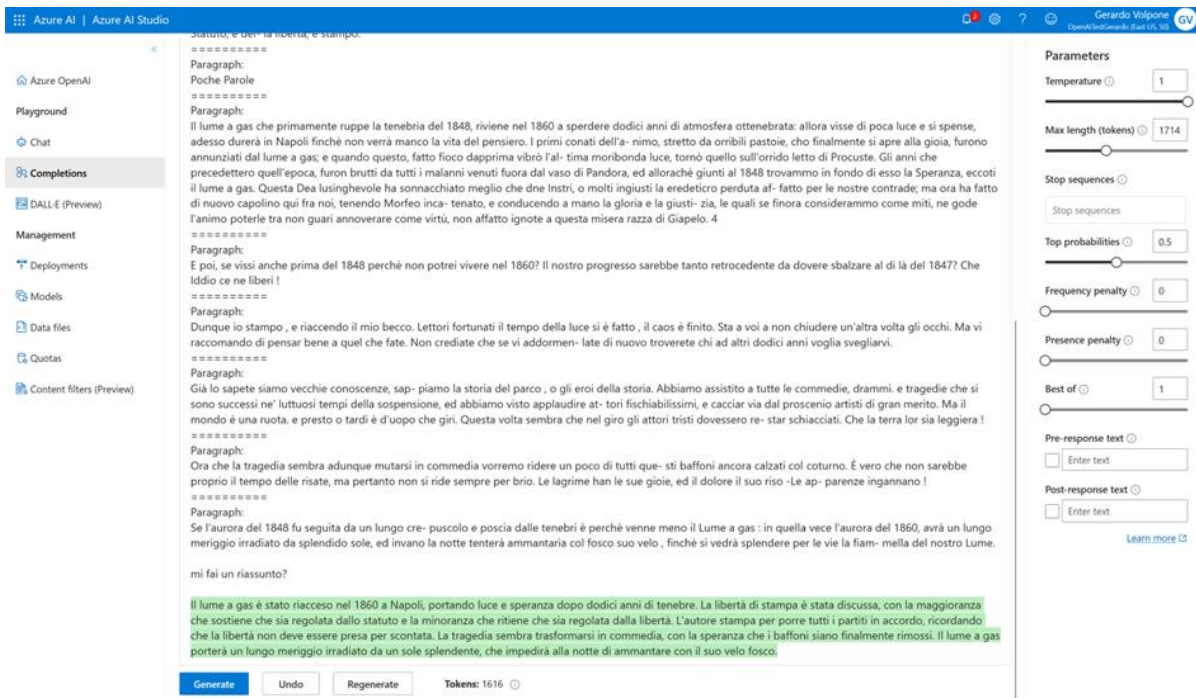 Azure AI | Azure AI Studio
2
?
Gerardo Volpone
OpenAITestGerardo (East US, S0)
GV
Azure OpenAI
Playground
Chat
Completions
DALL·E (Preview)
Management
Deployments
Models
Data files
Quotas
Content filters (Preview)
Statuto, e del- la libertà, e stampo.
==========
Paragraph:
Poche Parole
==========
Paragraph:
Il lume a gas che primamente ruppe la tenebria del 1848, riviene nel 1860 a sperdere dodici anni di atmosfera ottenebrata: allora visse di poca luce e si spense,
adesso durerà in Napoli finchè non verrà manco la vita del pensiero. I primi conati dell'a- nimo, stretto da orribili pastoie, cho finalmente si apre alla gioia, furono
annunziati dal lume a gas; e quando questo, fatto fioco dapprima vibrò l'al- tima moribonda luce, tornò quello sull'orrido letto di Procuste. Gli anni che
precedettero quell'epoca, furon brutti da tutti i malanni venuti fuora dal vaso di Pandora, ed allorachè giunti al 1848 trovammo in fondo di esso la Speranza, eccoti
il lume a gas. Questa Dea lusinghevole ha sonnacchiato meglio che dne Instri, o molti ingiusti la eredeticro perduta af- fatto per le nostre contrade; ma ora ha fatto
di nuovo capolino qui fra noi, tenendo Morfeo inca- tenato, e conducendo a mano la gloria e la giusti- zia, le quali se finora considerammo come miti, ne gode
l'animo poterle tra non guari annoverare come virtù, non affatto ignote a questa misera razza di Giapelo. 4
==========
Paragraph:
E poi, se vissi anche prima del 1848 perchè non potrei vivere nel 1860? Il nostro progresso sarebbe tanto retrocedente da dovere sbalzare al di là del 1847? Che
Iddio ce ne liberi !
==========
Paragraph:
Dunque io stampo , e riaccendo il mio becco. Lettori fortunati il tempo della luce si è fatto , il caos è finito. Sta a voi a non chiudere un'altra volta gli occhi. Ma vi
raccomando di pensar bene a quel che fate. Non crediate che se vi addormen- late di nuovo troverete chi ad altri dodici anni voglia svegliarvi.
==========
Paragraph:
Già lo sapete siamo vecchie conoscenze, sap- piamo la storia del parco , o gli eroi della storia. Abbiamo assistito a tutte le commedie, drammi. e tragedie che si
sono successi ne' luttuosi tempi della sospensione, ed abbiamo visto applaudire at- tori fischiabilissimi, e cacciar via dal proscenio artisti di gran merito. Ma il
mondo è una ruota. e presto o tardi è d'uopo che giri. Questa volta sembra che nel giro gli attori tristi dovessero re- star schiacciati. Che la terra lor sia leggiera !
==========
Paragraph:
Ora che la tragedia sembra adunque mutarsi in commedia vorremo ridere un poco di tutti que- sti baffoni ancora calzati col coturno. É vero che non sarebbe
proprio il tempo delle risate, ma pertanto non si ride sempre per brio. Le lagrime han le sue gioie, ed il dolore il suo riso -Le ap- parenze ingannano !
==========
Paragraph:
Se l'aurora del 1848 fu seguita da un lungo cre- puscolo e poscia dalle tenebri è perchè venne meno il Lume a gas : in quella vece l'aurora del 1860, avrà un lungo
meriggio irradiato da splendido sole, ed invano la notte tenterà ammantaria col fosco suo velo , finchè si vedrà splendere per le vie la fiam- mella del nostro Lume.
mi fai un riassunto?
Il lume a gas è stato riacceso nel 1860 a Napoli, portando luce e speranza dopo dodici anni di tenebre. La libertà di stampa è stata discussa, con la maggioranza
che sostiene che sia regolata dallo statuto e la minoranza che ritiene che sia regolata dalla libertà. L'autore stampa per porre tutti i partiti in accordo, ricordando
che la libertà non deve essere presa per scontata. La tragedia sembra trasformarsi in commedia, con la speranza che i baffoni siano finalmente rimossi. Il lume a gas
porterà un lungo meriggio irradiato da un sole splendente, che impedirà alla notte di ammantare con il suo velo fosco.
Generate
Undo
Regenerate
Tokens: 1616
Parameters
Temperature
1
Max length (tokens)
1714
Stop sequences
Stop sequences
Top probabilities
0.5
Frequency penalty
0
Presence penalty
0
Best of
1
Pre-response text
Enter text
Post-response text
Enter text
Learn more